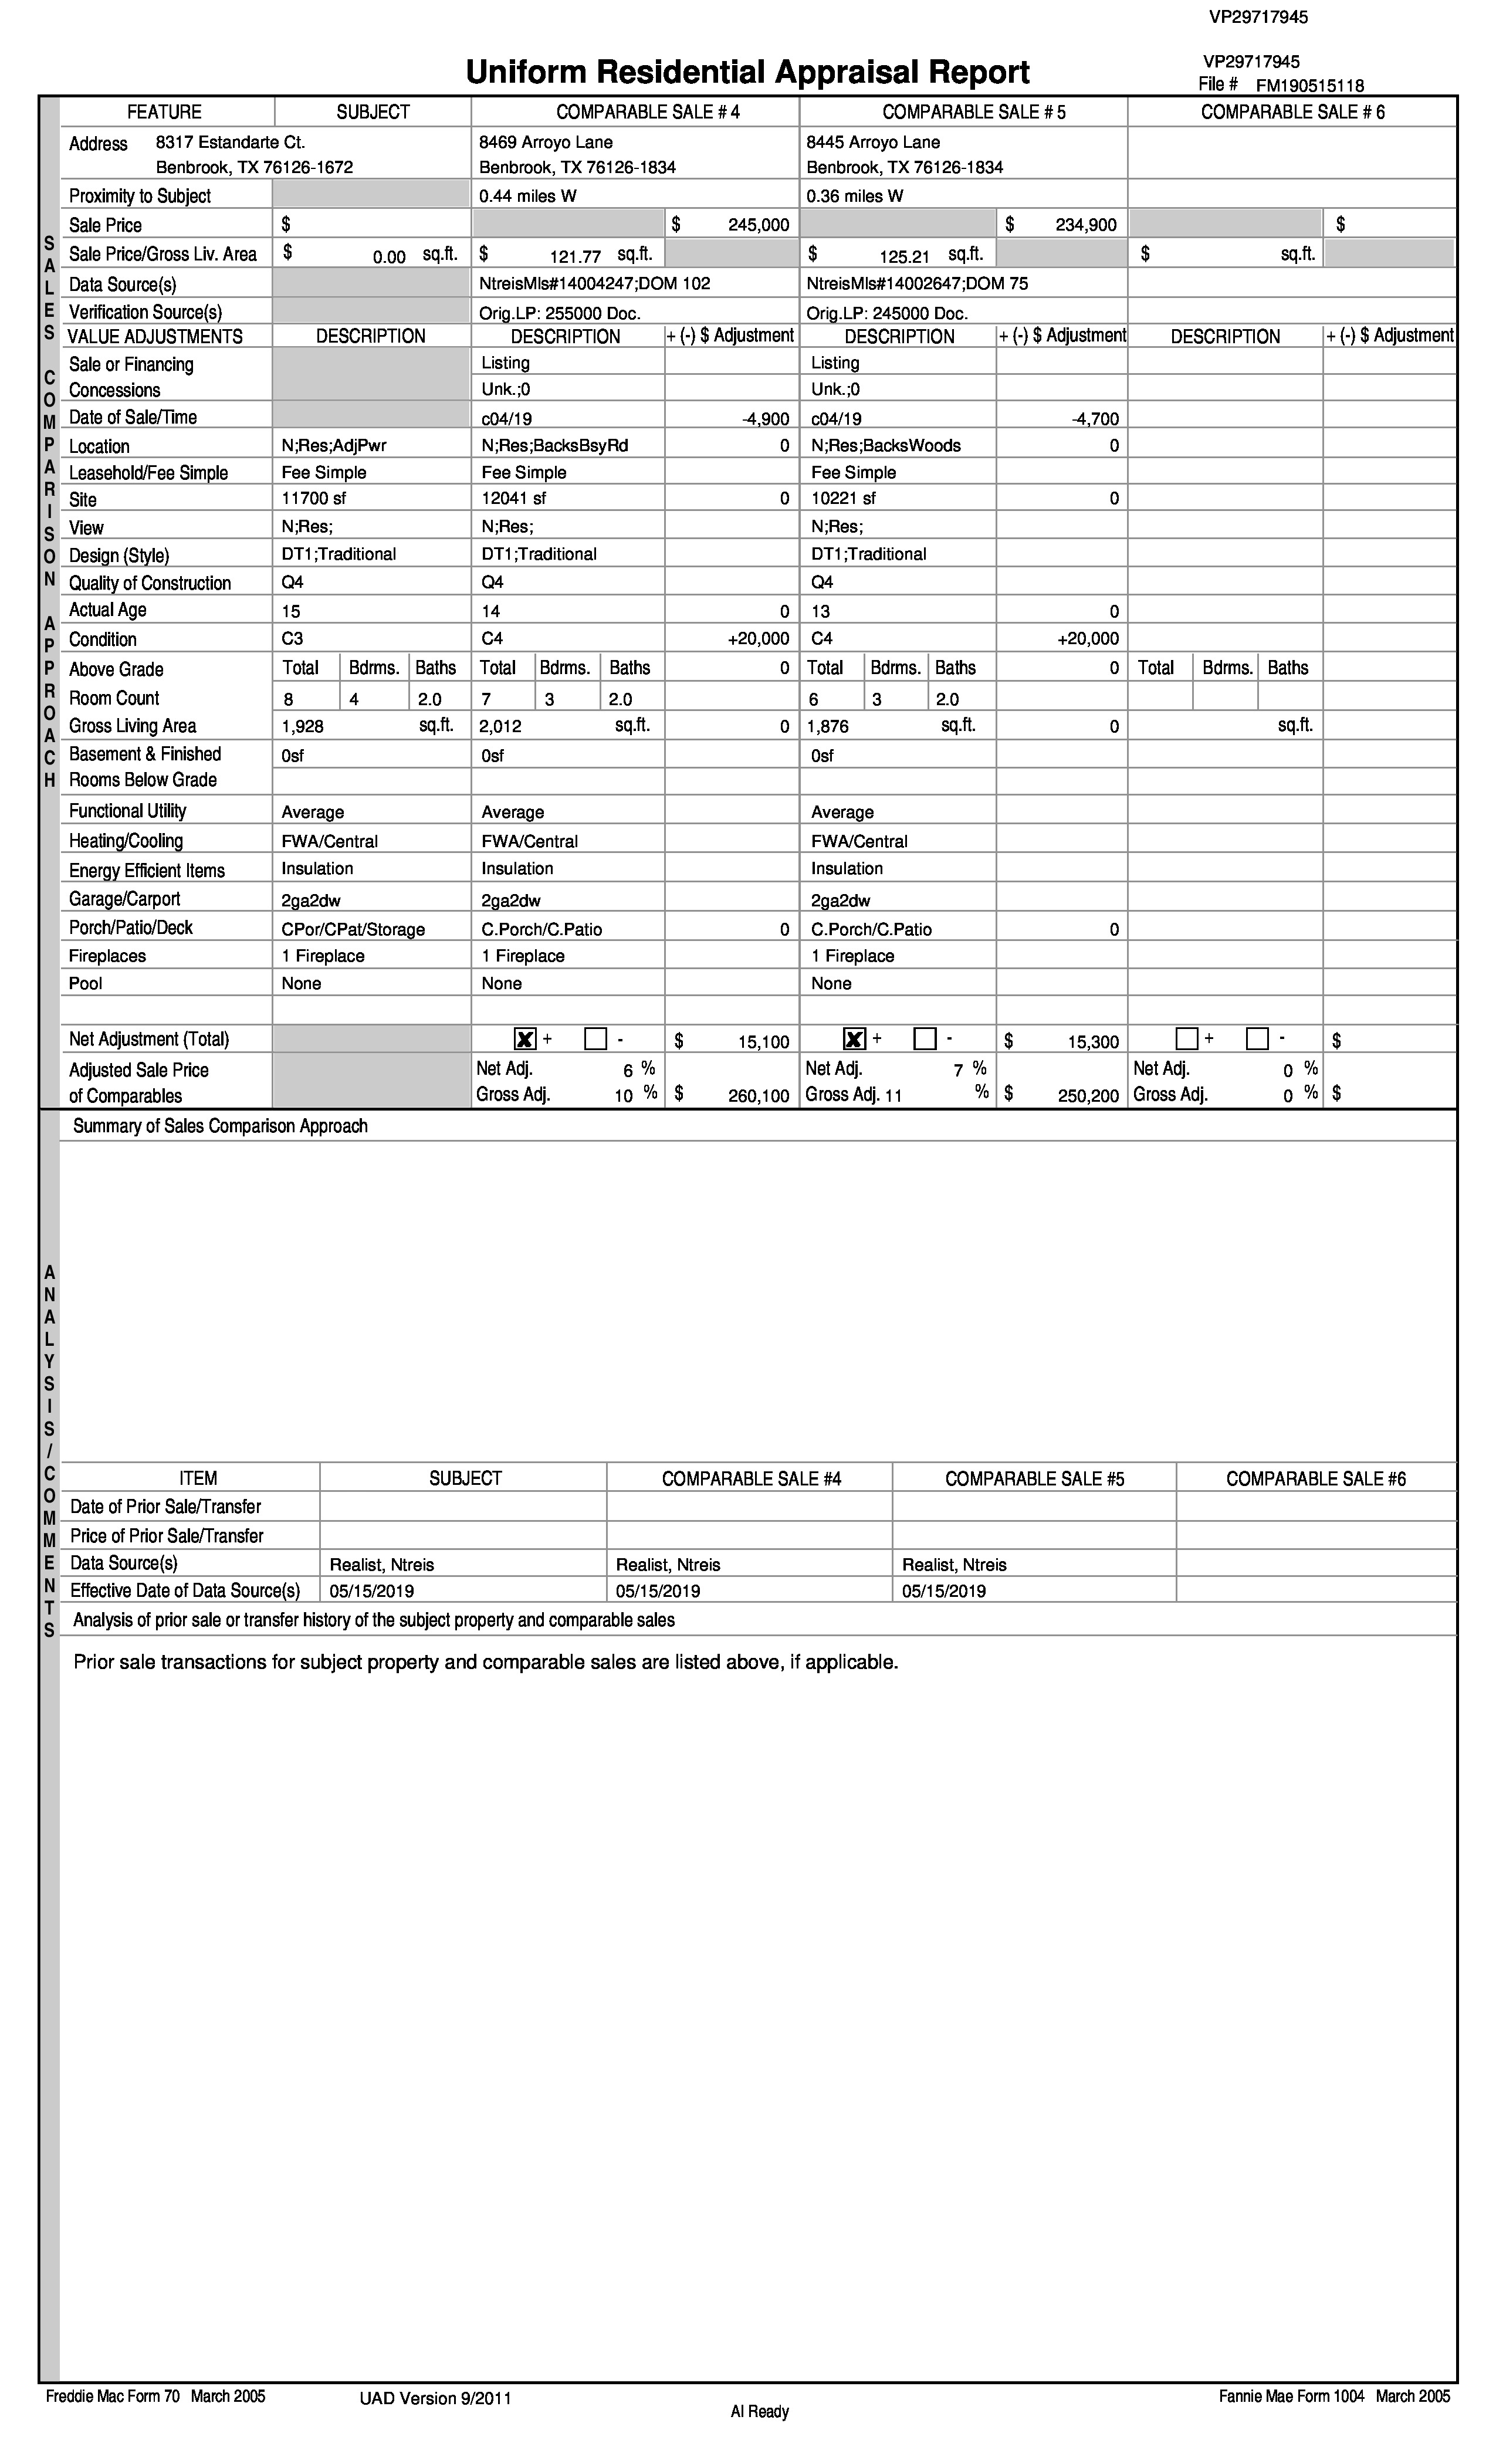 VP29717945
VP29717945
Uniform Residential Appraisal Report
File # FM190515118
FEATURE SUBJECT COMPARABLE SALE # 4 COMPARABLE SALE # 5 COMPARABLE SALE # 6
Address 8317 Estandarte Ct. 8469 Arroyo Lane 8445 Arroyo Lane
Benbrook, TX 76126-1672 Benbrook, TX 76126-1834 Benbrook, TX 76126-1834
Proximity to Subject 0.44 miles W 0.36 miles W
Sale Price $ $ 245,000 $ 234,900 $
Sale Price/Gross Liv. Area $ 0.00 sq.ft. $ 121.77 sq.ft. $ 125.21 sq.ft. $ sq.ft.
Data Source(s) NtreisMls#14004247;DOM 102 NtreisMls#14002647;DOM 75
Verification Source(s) Orig.LP: 255000 Doc. Orig.LP: 245000 Doc.
VALUE ADJUSTMENTS DESCRIPTION DESCRIPTION + (-) $ Adjustment DESCRIPTION + (-) $ Adjustment DESCRIPTION + (-) $ Adjustment
Sale or Financing Listing Listing
Concessions Unk.;0 Unk.;0
Date of Sale/Time c04/19 -4,900 c04/19 -4,700
Location N;Res;AdjPwr N;Res;BacksBsyRd 0 N;Res;BacksWoods 0
Leasehold/Fee Simple Fee Simple Fee Simple Fee Simple
Site 11700 sf 12041 sf 0 10221 sf 0
View N;Res; N;Res; N;Res;
Design (Style) DT1;Traditional DT1;Traditional DT1;Traditional
Quality of Construction Q4 Q4 Q4
Actual Age 15 14 0 13 0
Condition C3 C4 +20,000 C4 +20,000
Above Grade Total Bdrms. Baths Total Bdrms. Baths 0 Total Bdrms. Baths 0 Total Bdrms. Baths
Room Count 8 4 2.0 7 3 2.0 6 3 2.0
Gross Living Area 1,928 sq.ft. 2,012 sq.ft. 0 1,876 sq.ft. 0 sq.ft.
Basement & Finished 0sf 0sf 0sf
Rooms Below Grade
Functional Utility Average Average Average
Heating/Cooling FWA/Central FWA/Central FWA/Central
Energy Efficient Items Insulation Insulation Insulation
Garage/Carport 2ga2dw 2ga2dw 2ga2dw
Porch/Patio/Deck CPor/CPat/Storage C.Porch/C.Patio 0 C.Porch/C.Patio 0
Fireplaces 1 Fireplace 1 Fireplace 1 Fireplace
Pool None None None
Net Adjustment (Total) X + - $ 15,100 X + - $ 15,300 + - $
Adjusted Sale Price Net Adj. 6 % Net Adj. 7 % Net Adj. 0 %
of Comparables Gross Adj. 10 % $ 260,100 Gross Adj. 11 % $ 250,200 Gross Adj. 0 % $
SALES COMPARISON APPROACH
Summary of Sales Comparison Approach
ITEM SUBJECT COMPARABLE SALE #4 COMPARABLE SALE #5 COMPARABLE SALE #6
Date of Prior Sale/Transfer
Price of Prior Sale/Transfer
Data Source(s) Realist, Ntreis Realist, Ntreis Realist, Ntreis
Effective Date of Data Source(s) 05/15/2019 05/15/2019 05/15/2019
Analysis of prior sale or transfer history of the subject property and comparable sales
Prior sale transactions for subject property and comparable sales are listed above, if applicable.
ANALYSIS/COMMENTS
Freddie Mac Form 70 March 2005 UAD Version 9/2011 Fannie Mae Form 1004 March 2005
AI Ready